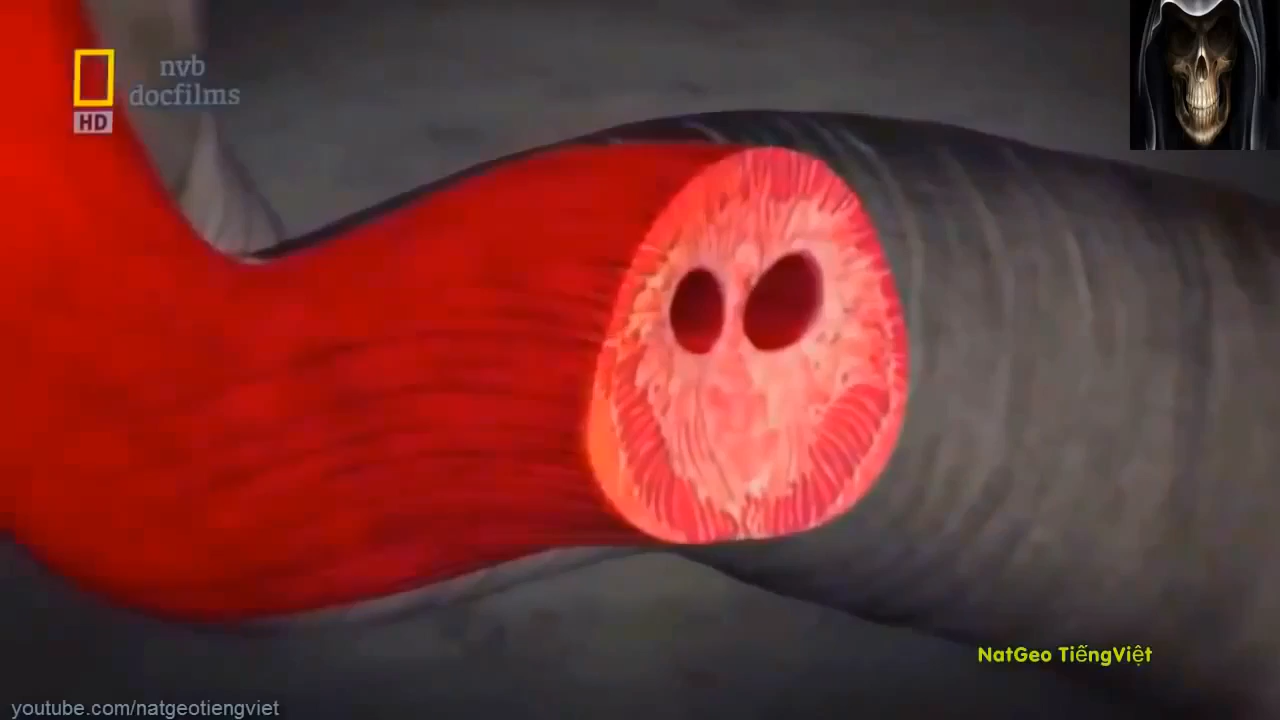 nvb
docfilms
HD
NatGeo TiếngViệt
youtube.com/natgeotiengviet